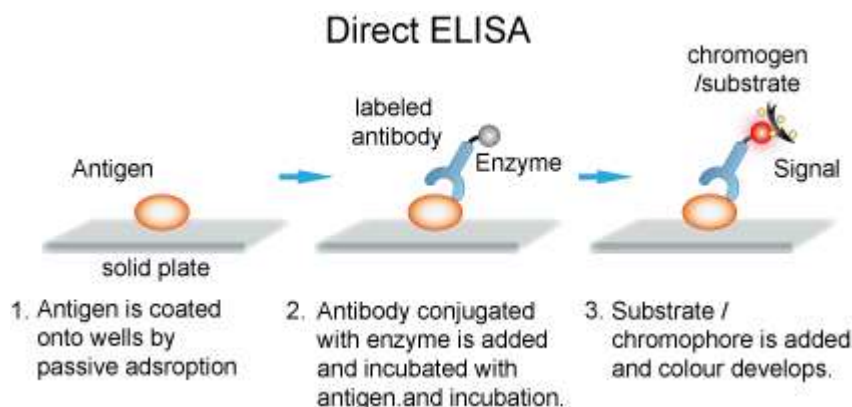 Direct ELISA
Antigen
solid plate
labeled
antibody
Enzyme
chromogen
/substrate
Signal
1. Antigen is coated
onto wells by
passive adsroption
2. Antibody conjugated
with enzyme is added
and incubated with
antigen.and incubation.
3. Substrate /
chromophore is added
and colour develops.